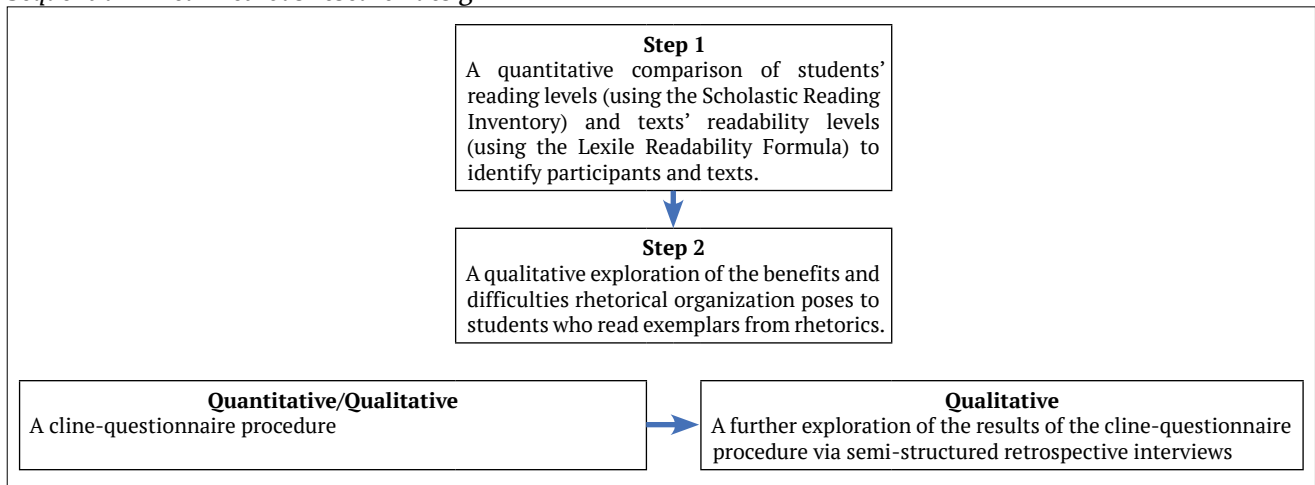 Step 1
A quantitative comparison of students’
reading levels (using the Scholastic Reading
Inventory) and texts’ readability levels
(using the Lexile Readability Formula) to
identify participants and texts.
Step 2
A qualitative exploration of the benefits and
difficulties rhetorical organization poses to
students who read exemplars from rhetorics.
Quantitative/Qualitative
A cline-questionnaire procedure
Qualitative
A further exploration of the results of the cline-questionnaire
procedure via semi-structured retrospective interviews